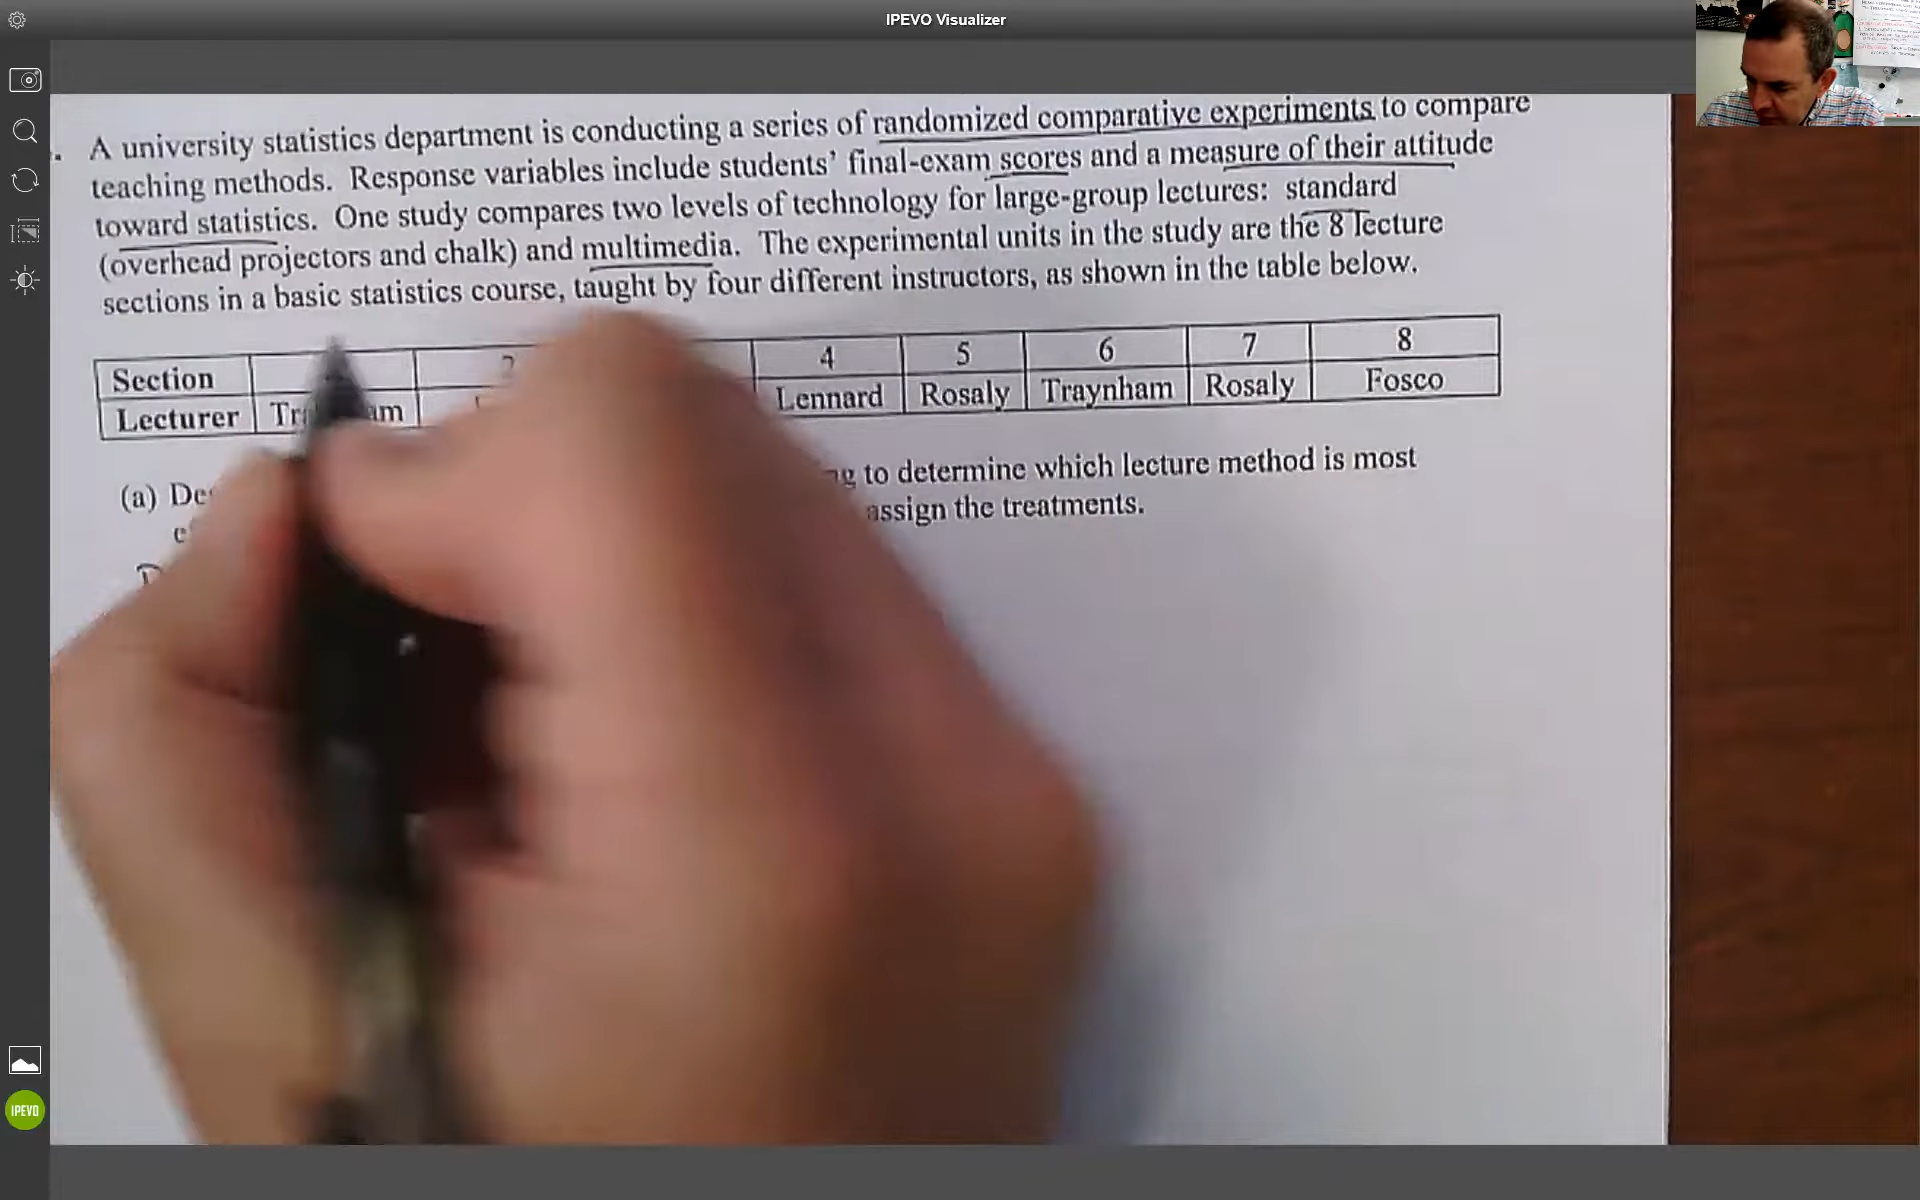 IPEVO Visualizer
A university statistics department is conducting a series of randomized comparative experiments to compare
teaching methods. Response variables include students' final-exam scores and a measure of their attitude
toward statistics. One study compares two levels of technology for large-group lectures: standard
(overhead projectors and chalk) and multimedia. The experimental units in the study are the 8 lecture
sections in a basic statistics course, taught by four different instructors, as shown in the table below.
Section 2 4 5 6 7 8
Lecturer Lennard Rosaly Traynham Rosaly Fosco
(a) to determine which lecture method is most
assign the treatments.
IPEVO